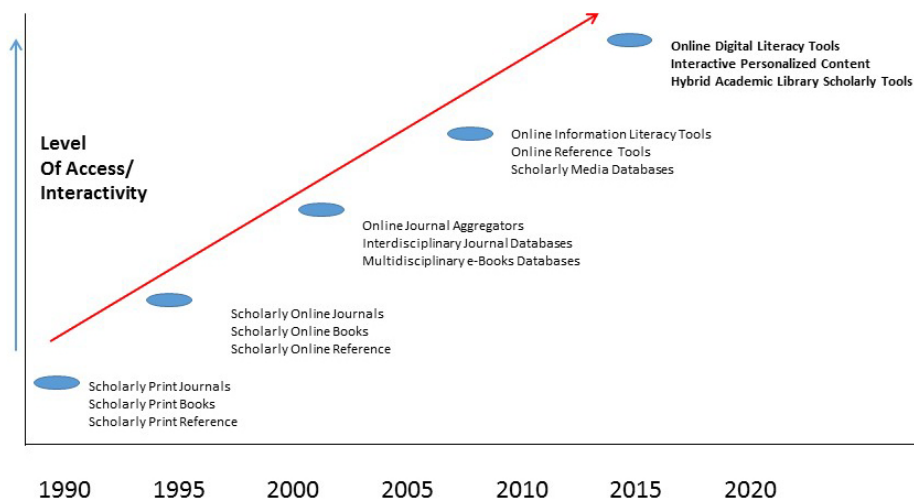 Online Digital Literacy Tools
Interactive Personalized Content
Hybrid Academic Library Scholarly Tools
Level
Of Access/
Interactivity
Online Information Literacy Tools
Online Reference Tools
Scholarly Media Databases
Online Journal Aggregators
Interdisciplinary Journal Databases
Multidisciplinary e-Books Databases
Scholarly Online Journals
Scholarly Online Books
Scholarly Online Reference
Scholarly Print Journals
Scholarly Print Books
Scholarly Print Reference
1990 1995 2000 2005 2010 2015 2020